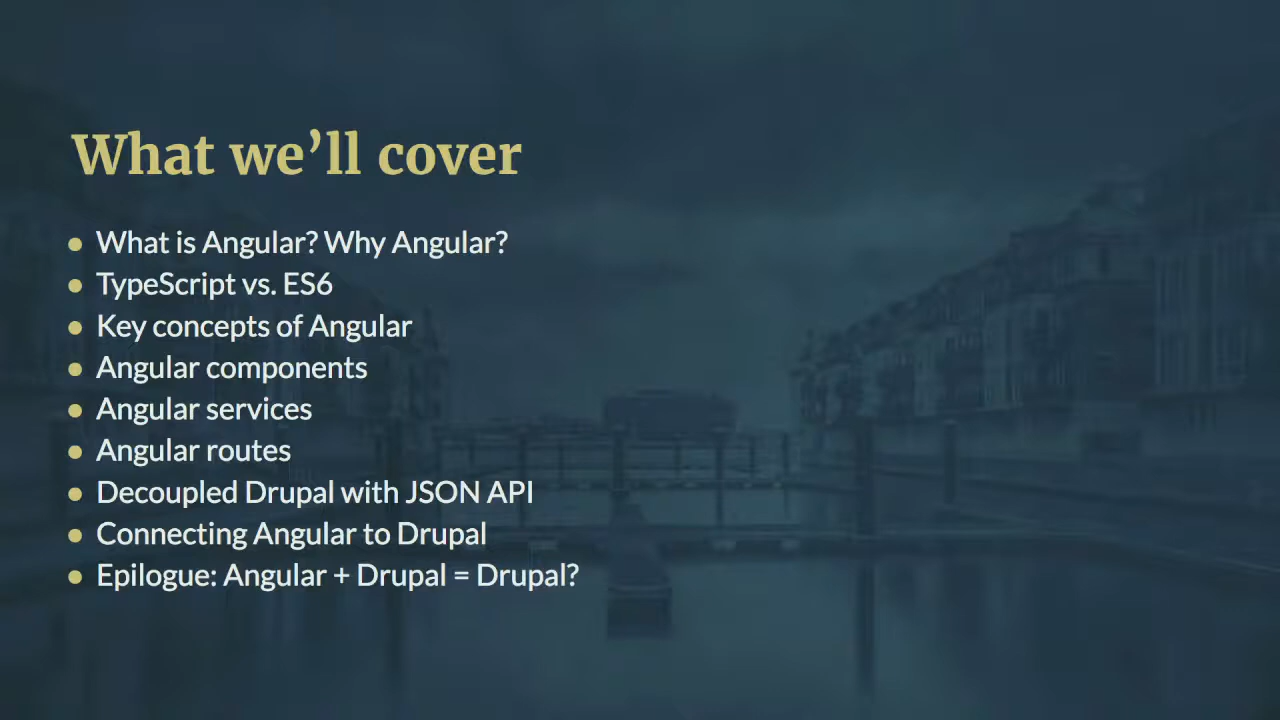 What we’ll cover
What is Angular? Why Angular?
TypeScript vs. ES6
Key concepts of Angular
Angular components
Angular services
Angular routes
Decoupled Drupal with JSON API
Connecting Angular to Drupal
Epilogue: Angular + Drupal = Drupal?